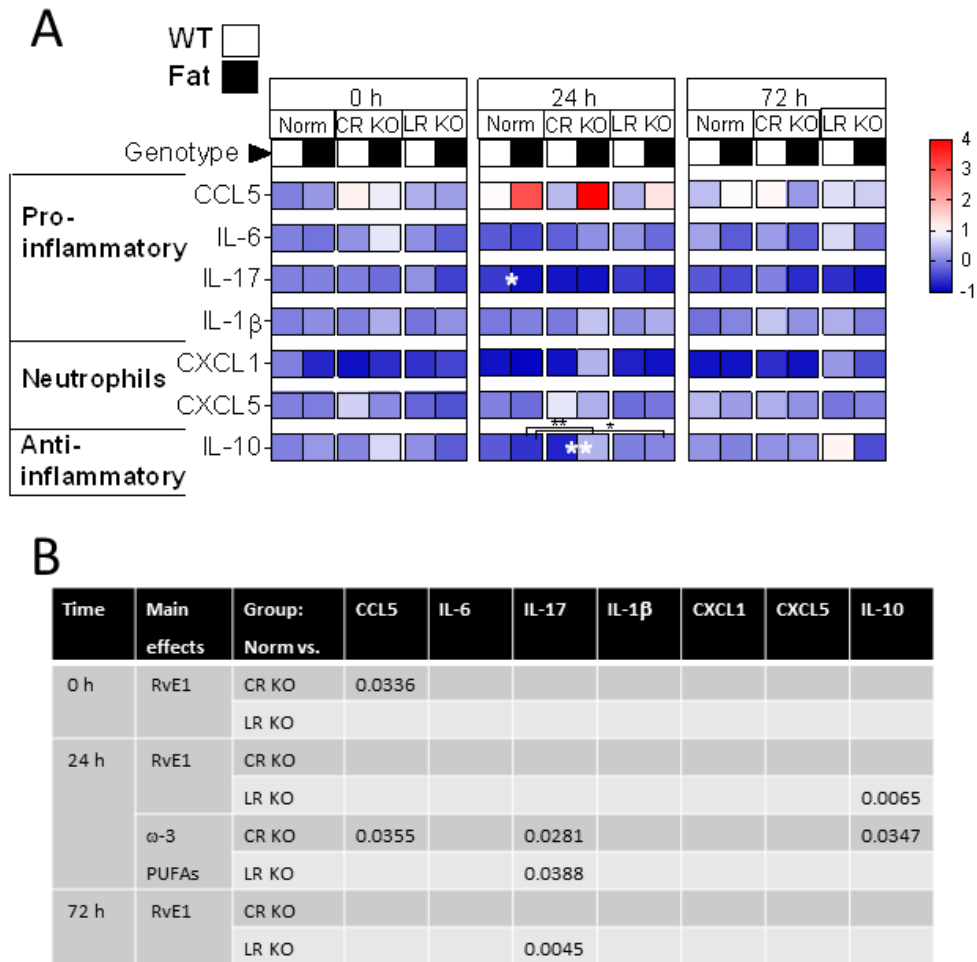 A
WT
Fat
0 h 24 h 72 h
Norm CR KO LR KO Norm CR KO LR KO Norm CR KO LR KO
Genotype
Pro-
inflammatory
CCL5
IL-6
IL-17
*
IL-1β
Neutrophils
CXCL1
CXCL5
** *
Anti-
inflammatory
IL-10
**
4
3
2
1
0
-1
B
Time Main effects Group: Norm vs. CCL5 IL-6 IL-17 IL-1β CXCL1 CXCL5 IL-10
0 h RvE1 CR KO 0.0336
LR KO
24 h RvE1 CR KO
LR KO 0.0065
ω-3 CR KO 0.0355 0.0281 0.0347
PUFAs LR KO 0.0388
72 h RvE1 CR KO
LR KO 0.0045